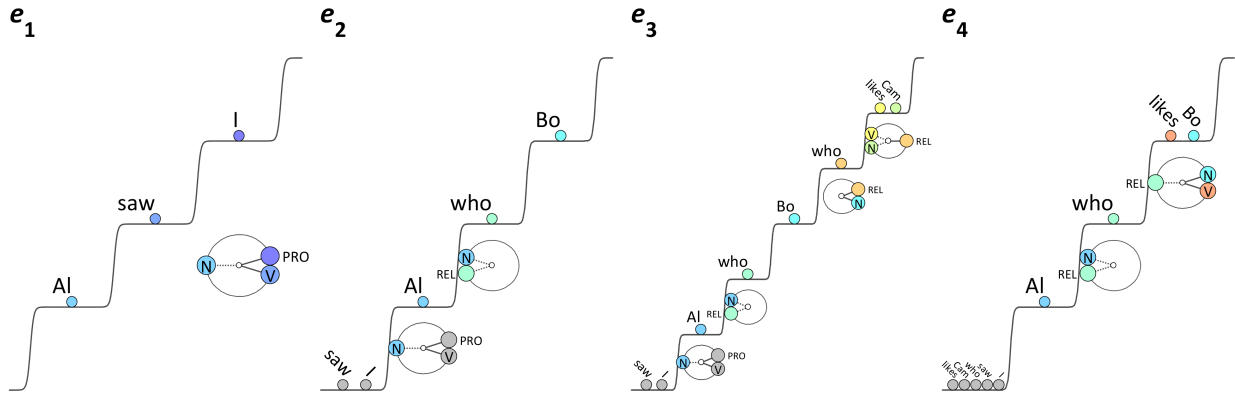 e1
I
saw
Al
N
PRO
V
e2
Bo
who
N
REL
Al
N
PRO
V
saw
I
e3
likes
Cam
V
N
REL
who
REL
N
Bo
who
N
REL
Al
N
PRO
V
saw
I
e4
likes
Bo
REL
N
V
who
N
REL
Al
likes
Cam
who
saw
I